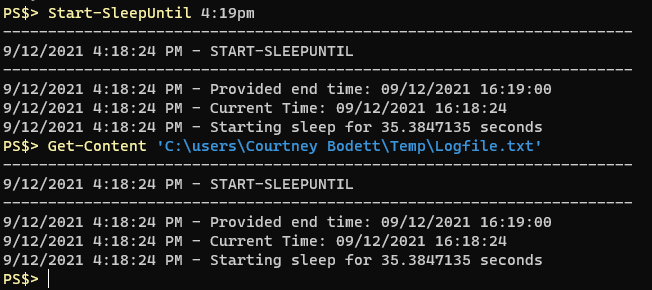 PS$> Start-SleepUntil 4:19pm
----------------------------------------------------------------------
9/12/2021 4:18:24 PM - START-SLEEPUNTIL
----------------------------------------------------------------------
9/12/2021 4:18:24 PM - Provided end time: 09/12/2021 16:19:00
9/12/2021 4:18:24 PM - Current Time: 09/12/2021 16:18:24
9/12/2021 4:18:24 PM - Starting sleep for 35.3847135 seconds
PS$> Get-Content 'C:\users\Courtney Bodett\Temp\Logfile.txt'
----------------------------------------------------------------------
9/12/2021 4:18:24 PM - START-SLEEPUNTIL
----------------------------------------------------------------------
9/12/2021 4:18:24 PM - Provided end time: 09/12/2021 16:19:00
9/12/2021 4:18:24 PM - Current Time: 09/12/2021 16:18:24
9/12/2021 4:18:24 PM - Starting sleep for 35.3847135 seconds
PS$>